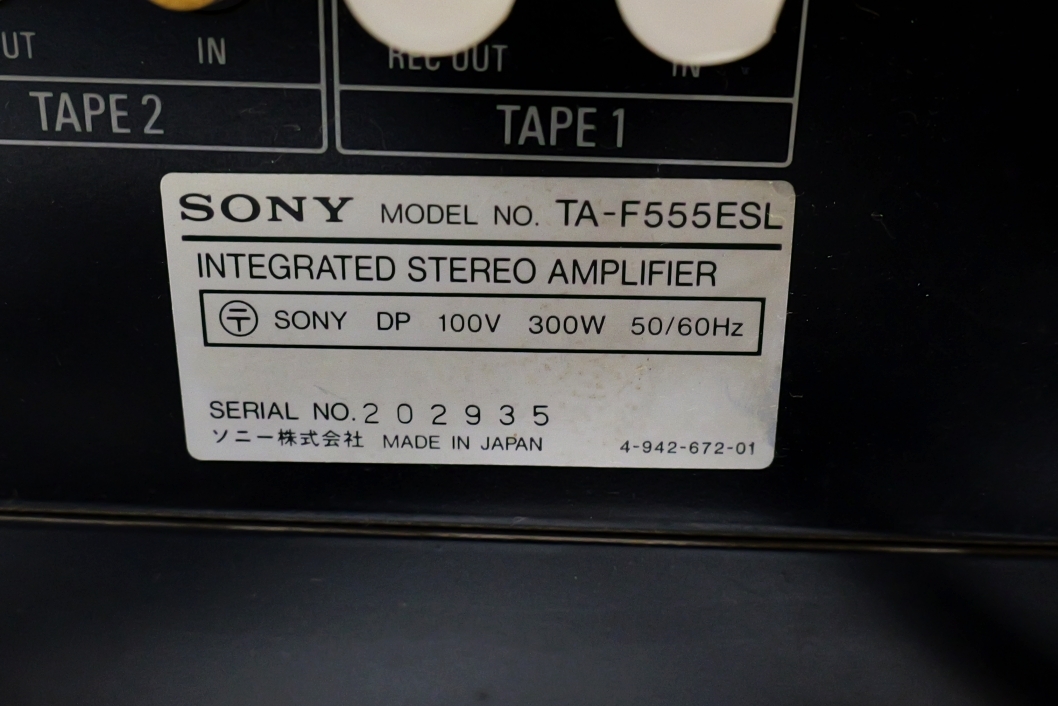 UT IN REC OUT IN
TAPE 2 TAPE 1
SONY MODEL NO. TA-F555ESL
INTEGRATED STEREO AMPLIFIER
〒 SONY DP 100V 300W 50/60Hz
SERIAL NO. 202935
ソニー株式会社 MADE IN JAPAN 4-942-672-01